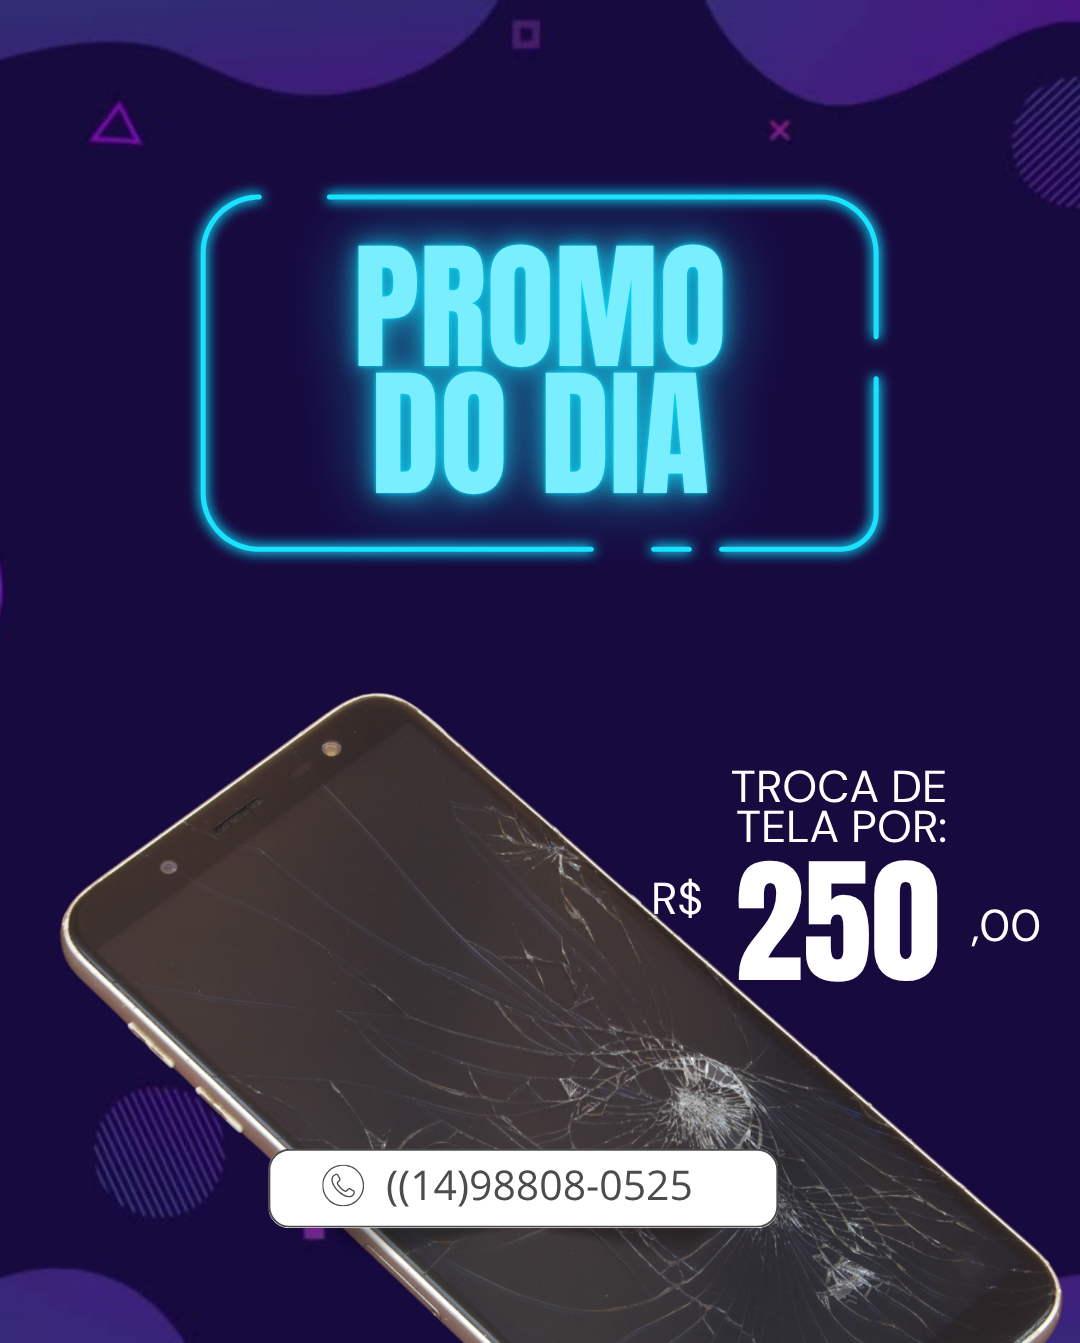 PROMO
DO DIA
TROCA DE
TELA POR:
R$ 250 ,00
((14)98808-0525